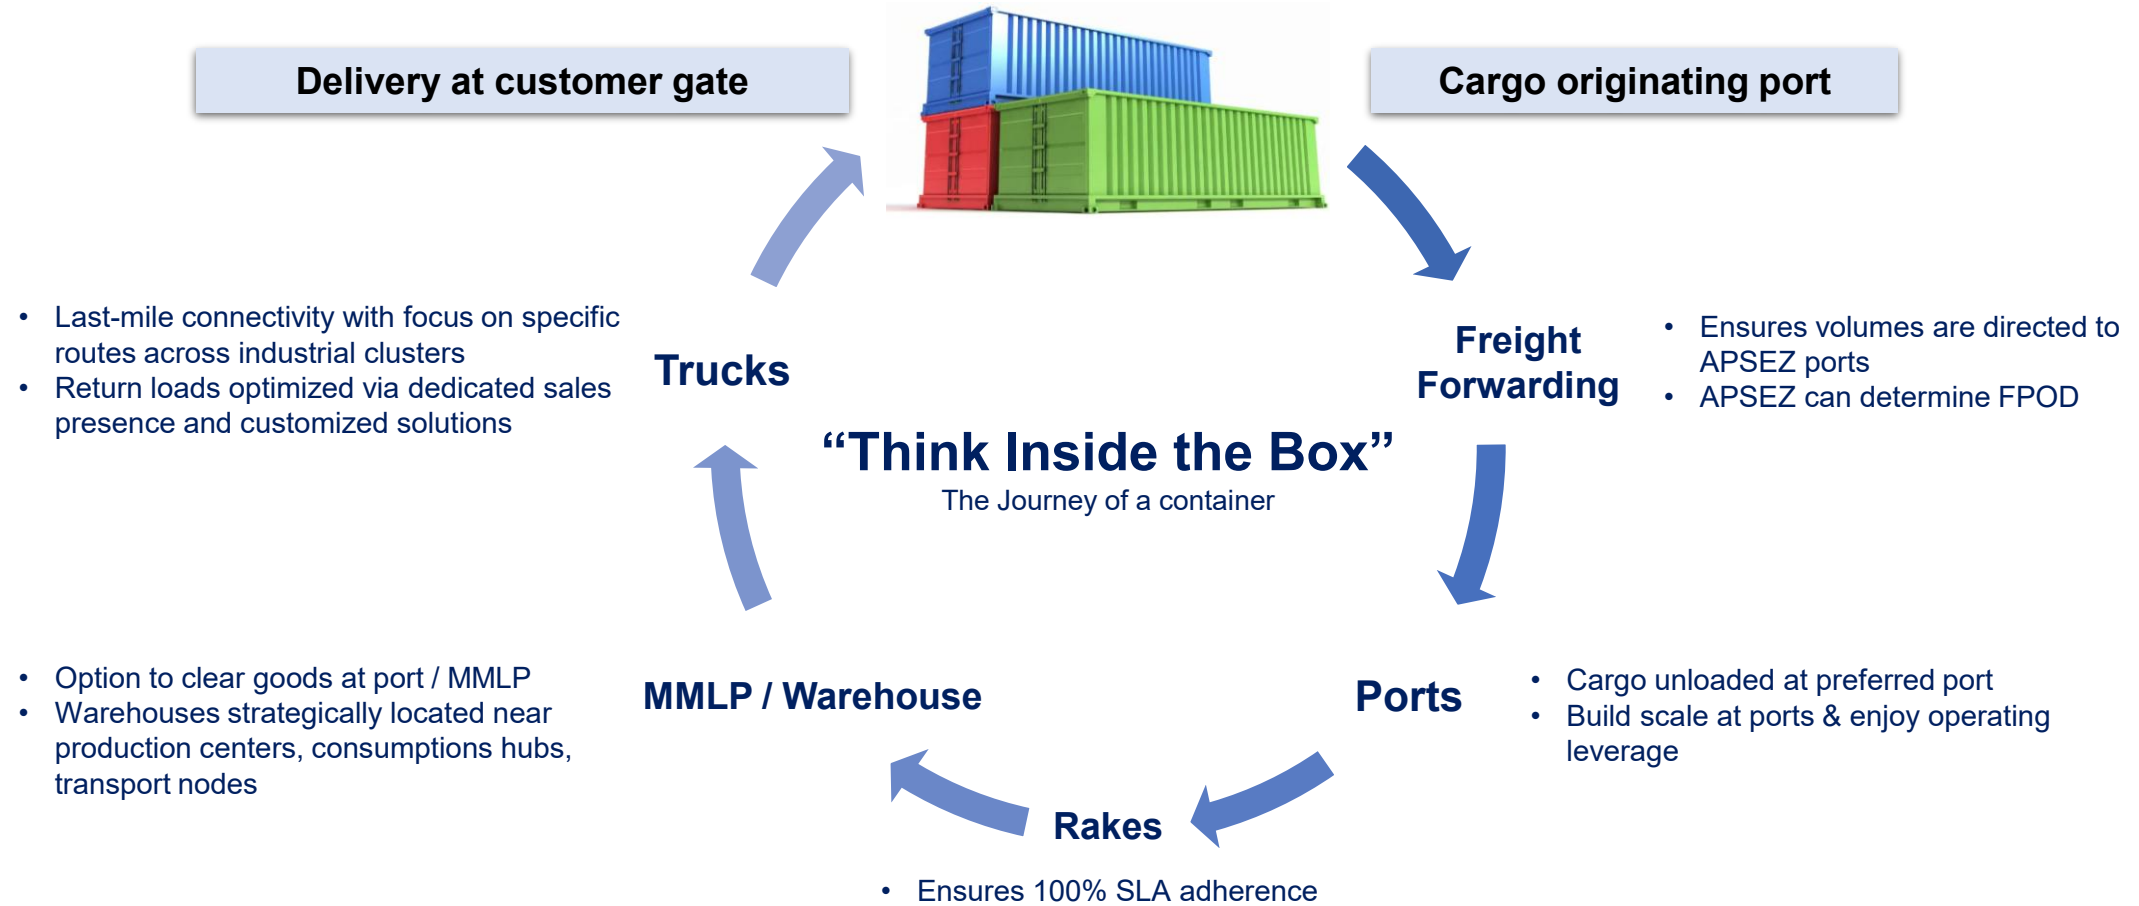 Delivery at customer gate
Cargo originating port
• Last-mile connectivity with focus on specific
routes across industrial clusters
• Return loads optimized via dedicated sales
presence and customized solutions
Trucks
Freight
Forwarding
• Ensures volumes are directed to
APSEZ ports
• APSEZ can determine FPOD
“Think Inside the Box”
The Journey of a container
• Option to clear goods at port / MMLP
• Warehouses strategically located near
production centers, consumptions hubs,
transport nodes
MMLP / Warehouse
Ports
• Cargo unloaded at preferred port
• Build scale at ports & enjoy operating
leverage
Rakes
• Ensures 100% SLA adherence